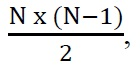 N x (N−1)
2,